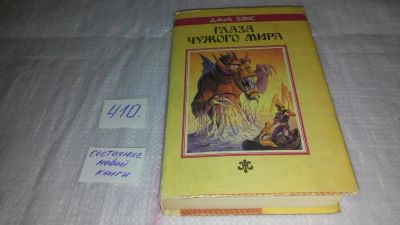 Джек ВЭНС
ГЛАЗА
ЧУЖОГО МИРА
410.
состояние
новой
книги